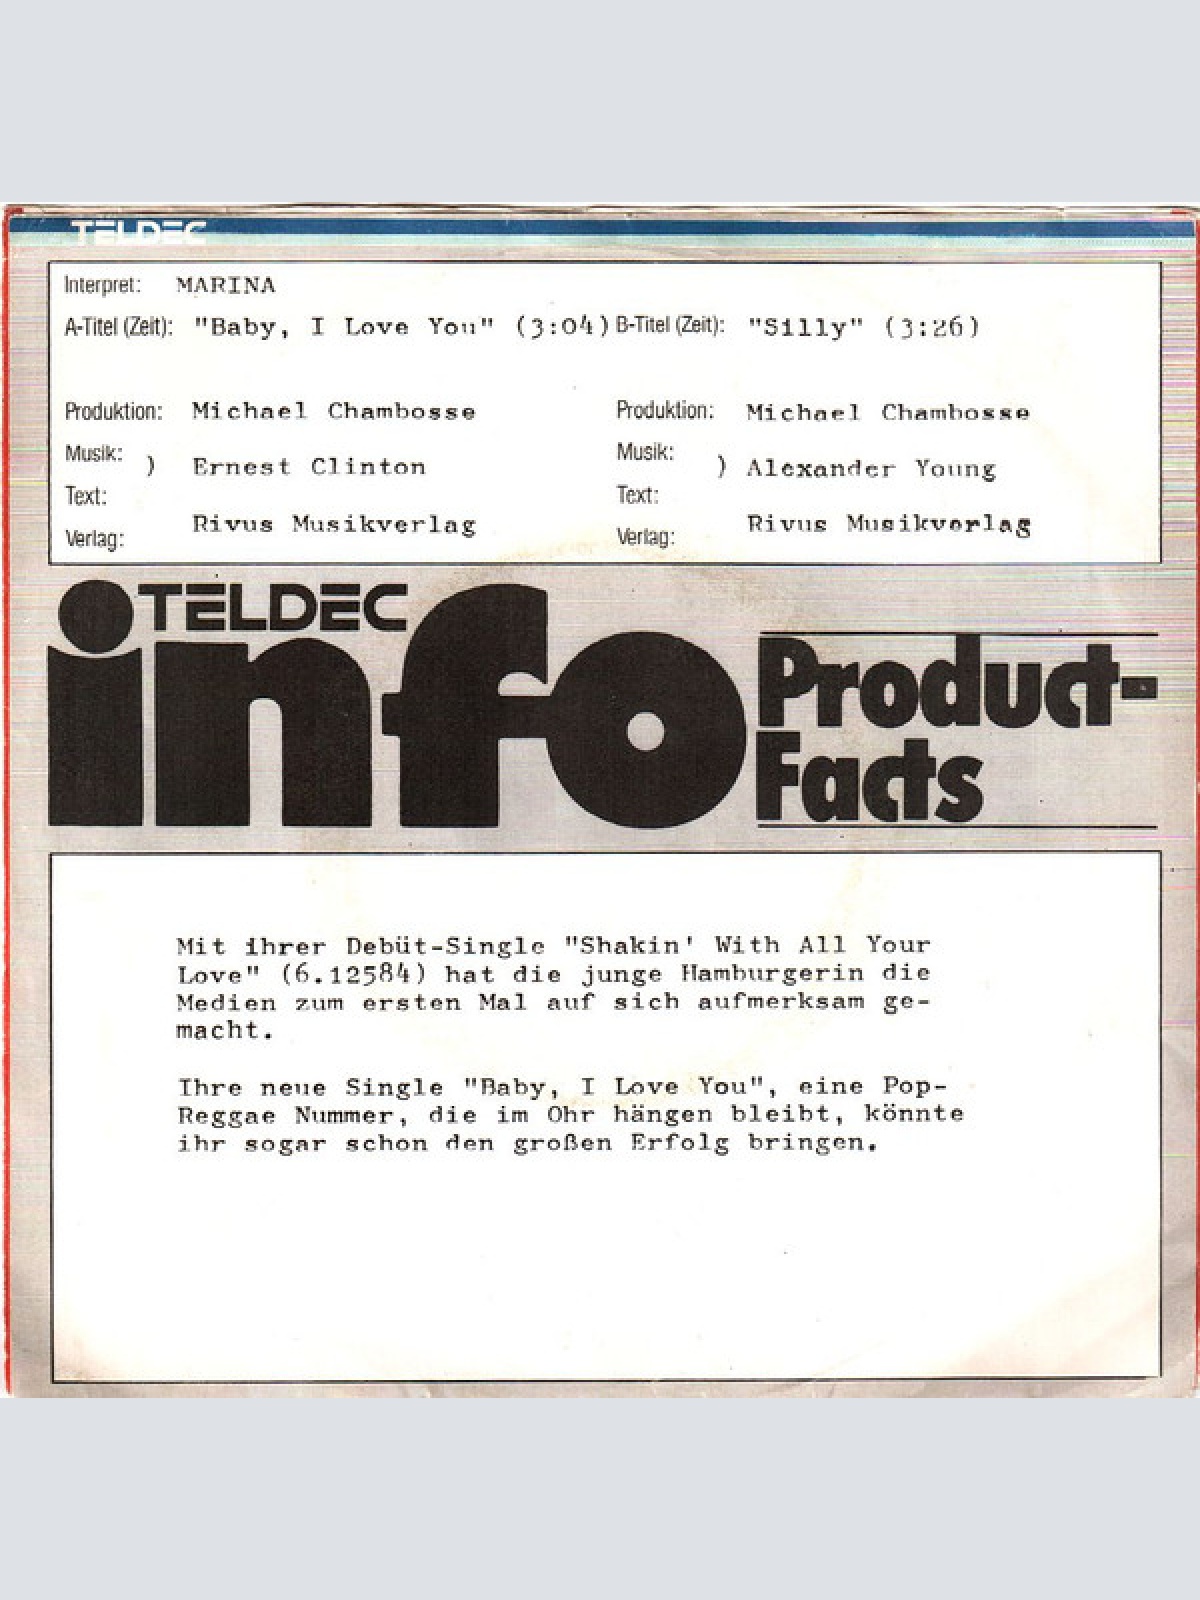 TELDEC
Interpret: MARINA
A-Titel (Zeit): "Baby, I Love You" (3:04) B-Titel (Zeit): "Silly" (3:26)
Produktion: Michael Chambosse Produktion: Michael Chambosse
Musik: ) Ernest Clinton Musik: ) Alexander Young
Text: Text:
Verlag: Rivus Musikverlag Verlag: Rivus Musikverlag
TELDEC
info Product-
Facts
Mit ihrer Debüt-Single "Shakin' With All Your
Love" (6.12584) hat die junge Hamburgerin die
Medien zum ersten Mal auf sich aufmerksam ge-
macht.
Ihre neue Single "Baby, I Love You", eine Pop-
Reggae Nummer, die im Ohr hängen bleibt, könnte
ihr sogar schon den großen Erfolg bringen.